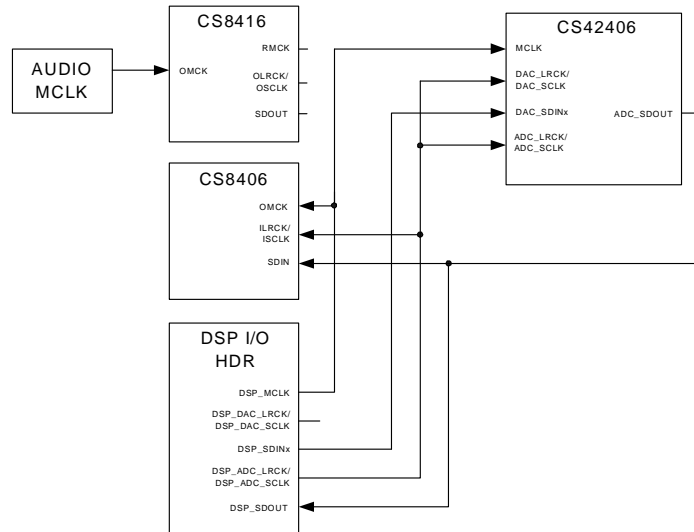 CS8416
RMCK
OMCK
OLRCK/
OSCLK
SDOUT
AUDIO
MCLK
CS42406
MCLK
DAC_LRCK/
DAC_SCLK
DAC_SDINx
ADC_SDOUT
ADC_LRCK/
ADC_SCLK
CS8406
OMCK
ILRCK/
ISCLK
SDIN
DSP I/O
HDR
DSP_MCLK
DSP_DAC_LRCK/
DSP_DAC_SCLK
DSP_SDINx
DSP_ADC_LRCK/
DSP_ADC_SCLK
DSP_SDOUT